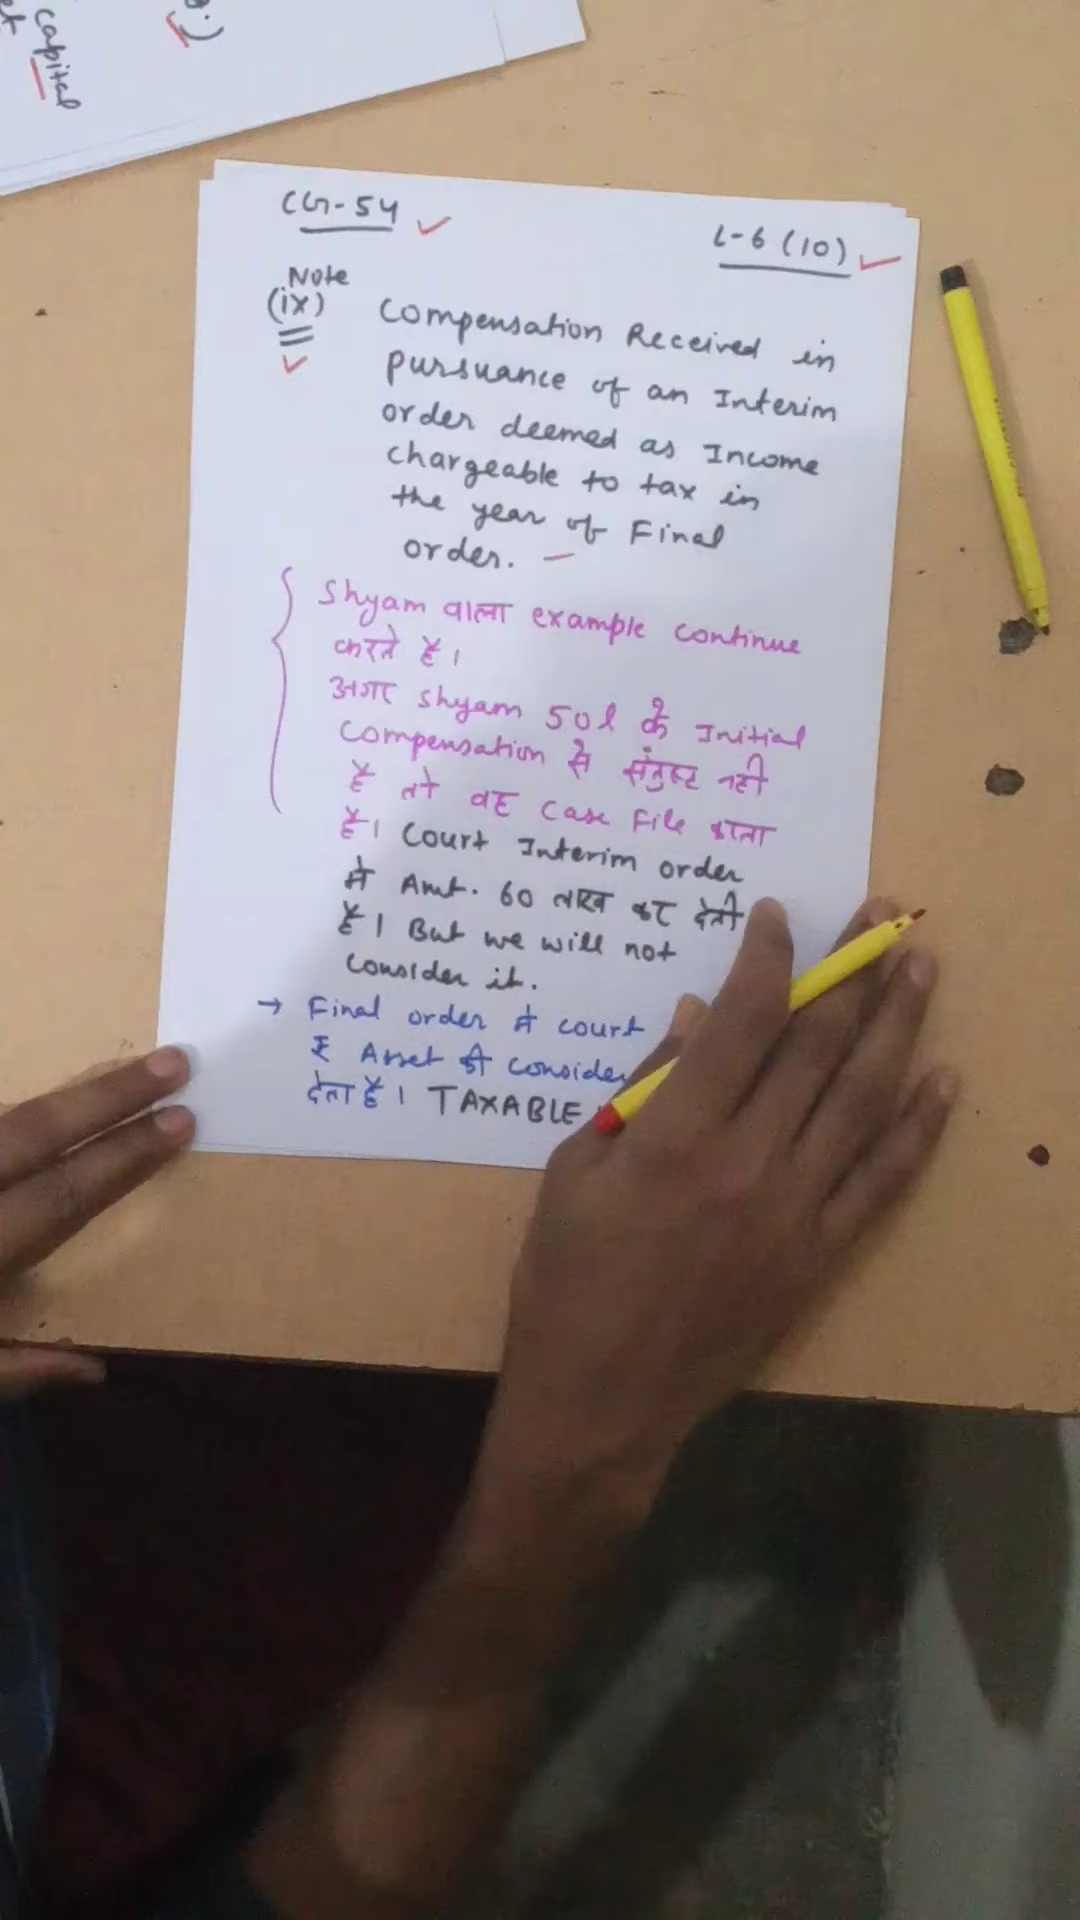 capital
CG-54
L-6 (10)
Note
(ix) Compensation Received in
pursuance of an Interim
order deemed as Income
chargeable to tax in
the year of Final
order.
Shyam वाला example continue
करते है।
अगर Shyam 50l के Initial
Compensation से संतुष्ट नही
है तो वह Case File करता
है। Court Interim order
में Amt. 60 लाख कर देती
है। But we will not
Consider it.
→ Final order में court
Asset को consider
देता है। TAXABLE